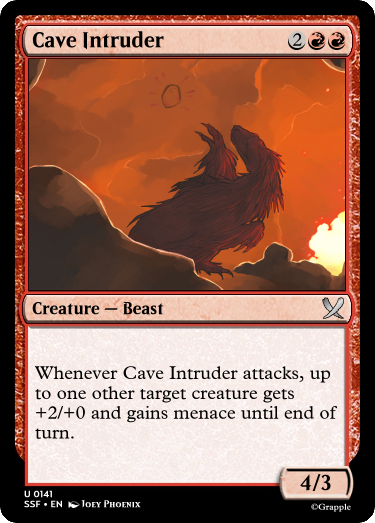 Cave Intruder 2
Creature — Beast
Whenever Cave Intruder attacks, up
to one other target creature gets
+2/+0 and gains menace until end of
turn.
4/3
U 0141
SSF • EN Joey Phoenix
©Grapple